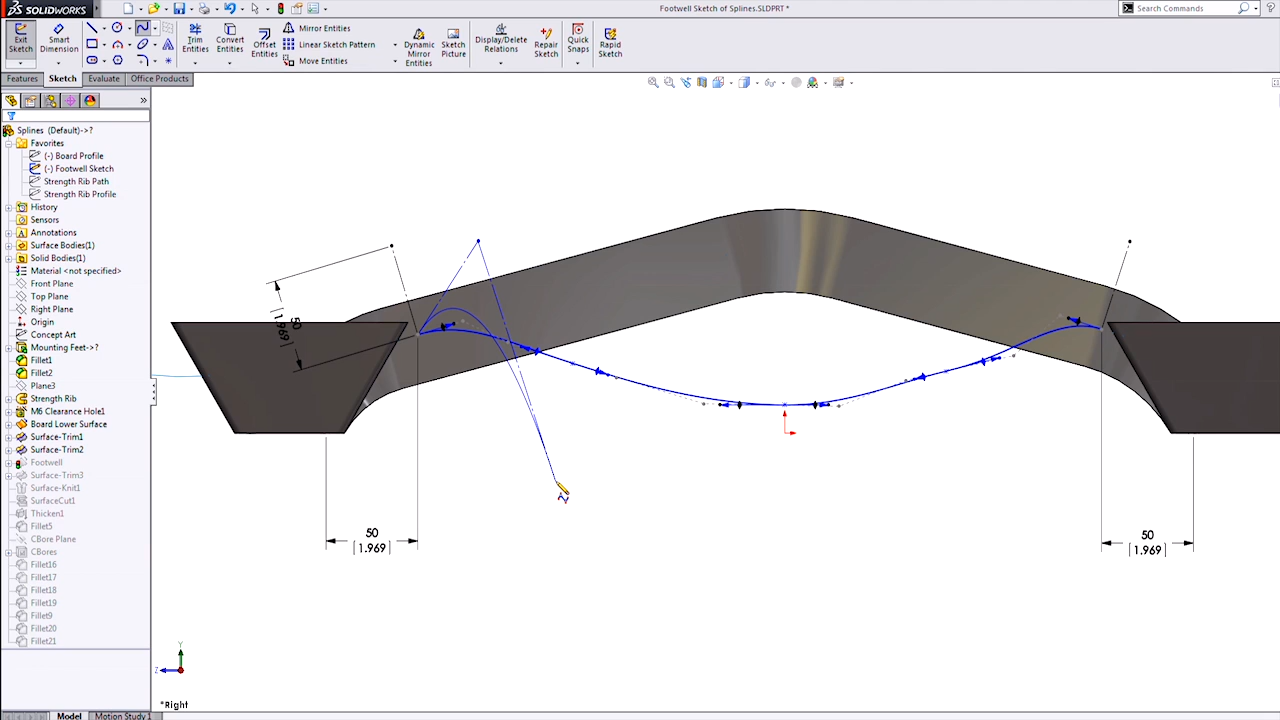 SOLIDWORKS
Footwell Sketch of Splines.SLDPRT *
Search Commands
Exit Sketch
Smart Dimension
Trim Entities
Convert Entities
Offset Entities
Mirror Entities
Linear Sketch Pattern
Move Entities
Dynamic Mirror Entities
Sketch Picture
Display/Delete Relations
Repair Sketch
Quick Snaps
Rapid Sketch
Features
Sketch
Evaluate
Office Products
Splines (Default)->?
Favorites
(-) Board Profile
(-) Footwell Sketch
Strength Rib Path
Strength Rib Profile
History
Sensors
Annotations
Surface Bodies(1)
Solid Bodies(1)
Material <not specified>
Front Plane
Top Plane
Right Plane
Origin
Concept Art
Mounting Feet->?
Fillet1
Fillet2
Plane3
Strength Rib
M6 Clearance Hole1
Board Lower Surface
Surface-Trim1
Surface-Trim2
Footwell
Surface-Trim3
Surface-Knit1
SurfaceCut1
Thicken1
Fillet5
CBore Plane
CBores
Fillet16
Fillet17
Fillet18
Fillet19
Fillet9
Fillet20
Fillet21
50
[1.969]
50
[1.969]
50
[1.969]
Y
Z
*Right
Model
Motion Study 1